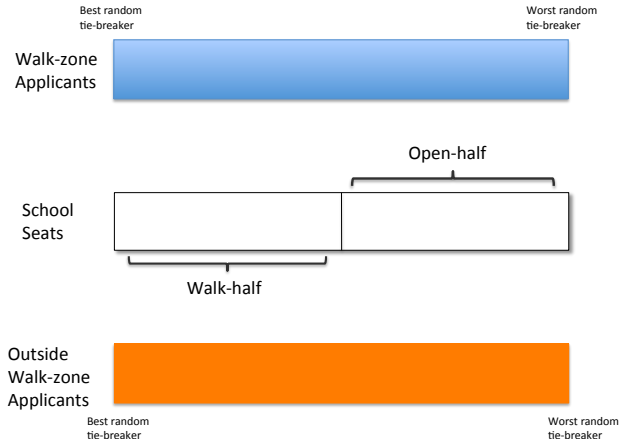 Best random
tie-breaker
Worst random
tie-breaker
Walk-zone
Applicants
Open-half
School
Seats
Walk-half
Outside
Walk-zone
Applicants
Best random
tie-breaker
Worst random
tie-breaker